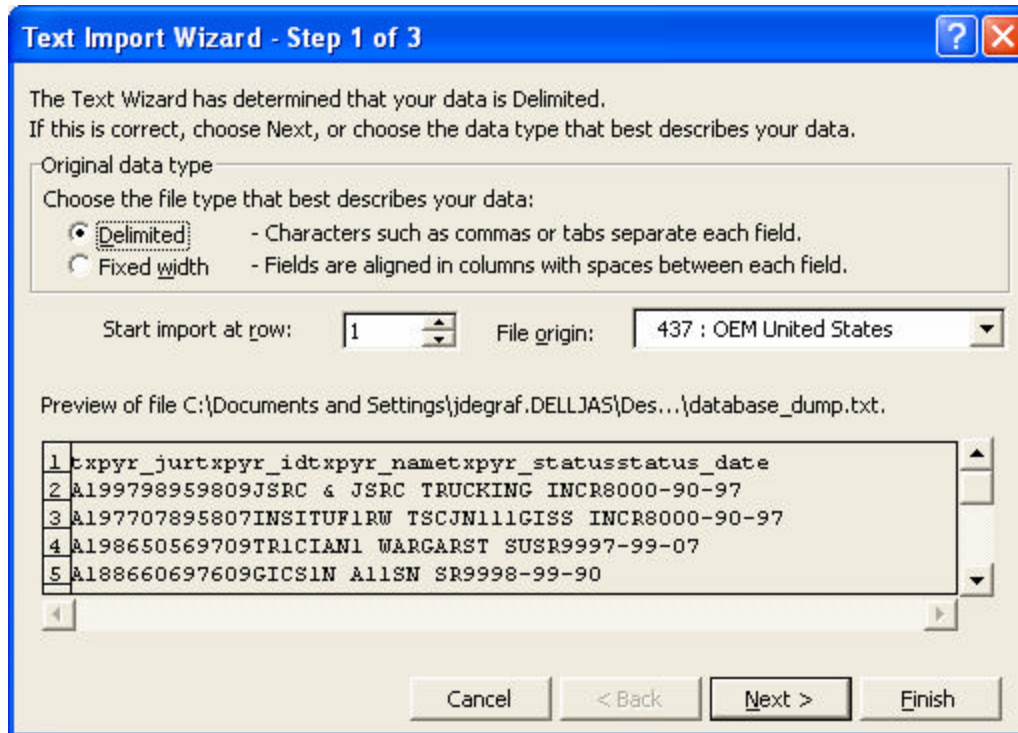 Text Import Wizard - Step 1 of 3
The Text Wizard has determined that your data is Delimited.
If this is correct, choose Next, or choose the data type that best describes your data.
Original data type
Choose the file type that best describes your data:
Delimited - Characters such as commas or tabs separate each field.
Fixed width - Fields are aligned in columns with spaces between each field.
Start import at row: 1 File origin: 437 : OEM United States
Preview of file C:\Documents and Settings\jdegraf.DELLJAS\Des...\database_dump.txt.
1 txpyr_jurtxpyr_idtxpyr_nametxpyr_statusstatus_date
2 A199798959809JSRC & JSRC TRUCKING INCR8000-90-97
3 A197707895807INSITUF1RW TSCJN111GISS INCR8000-90-97
4 A198650569709TR1CIAN1 WARGARST SUSR9997-99-07
5 A188660697609GICS1N A11SN SR9998-99-90
Cancel < Back Next > Finish